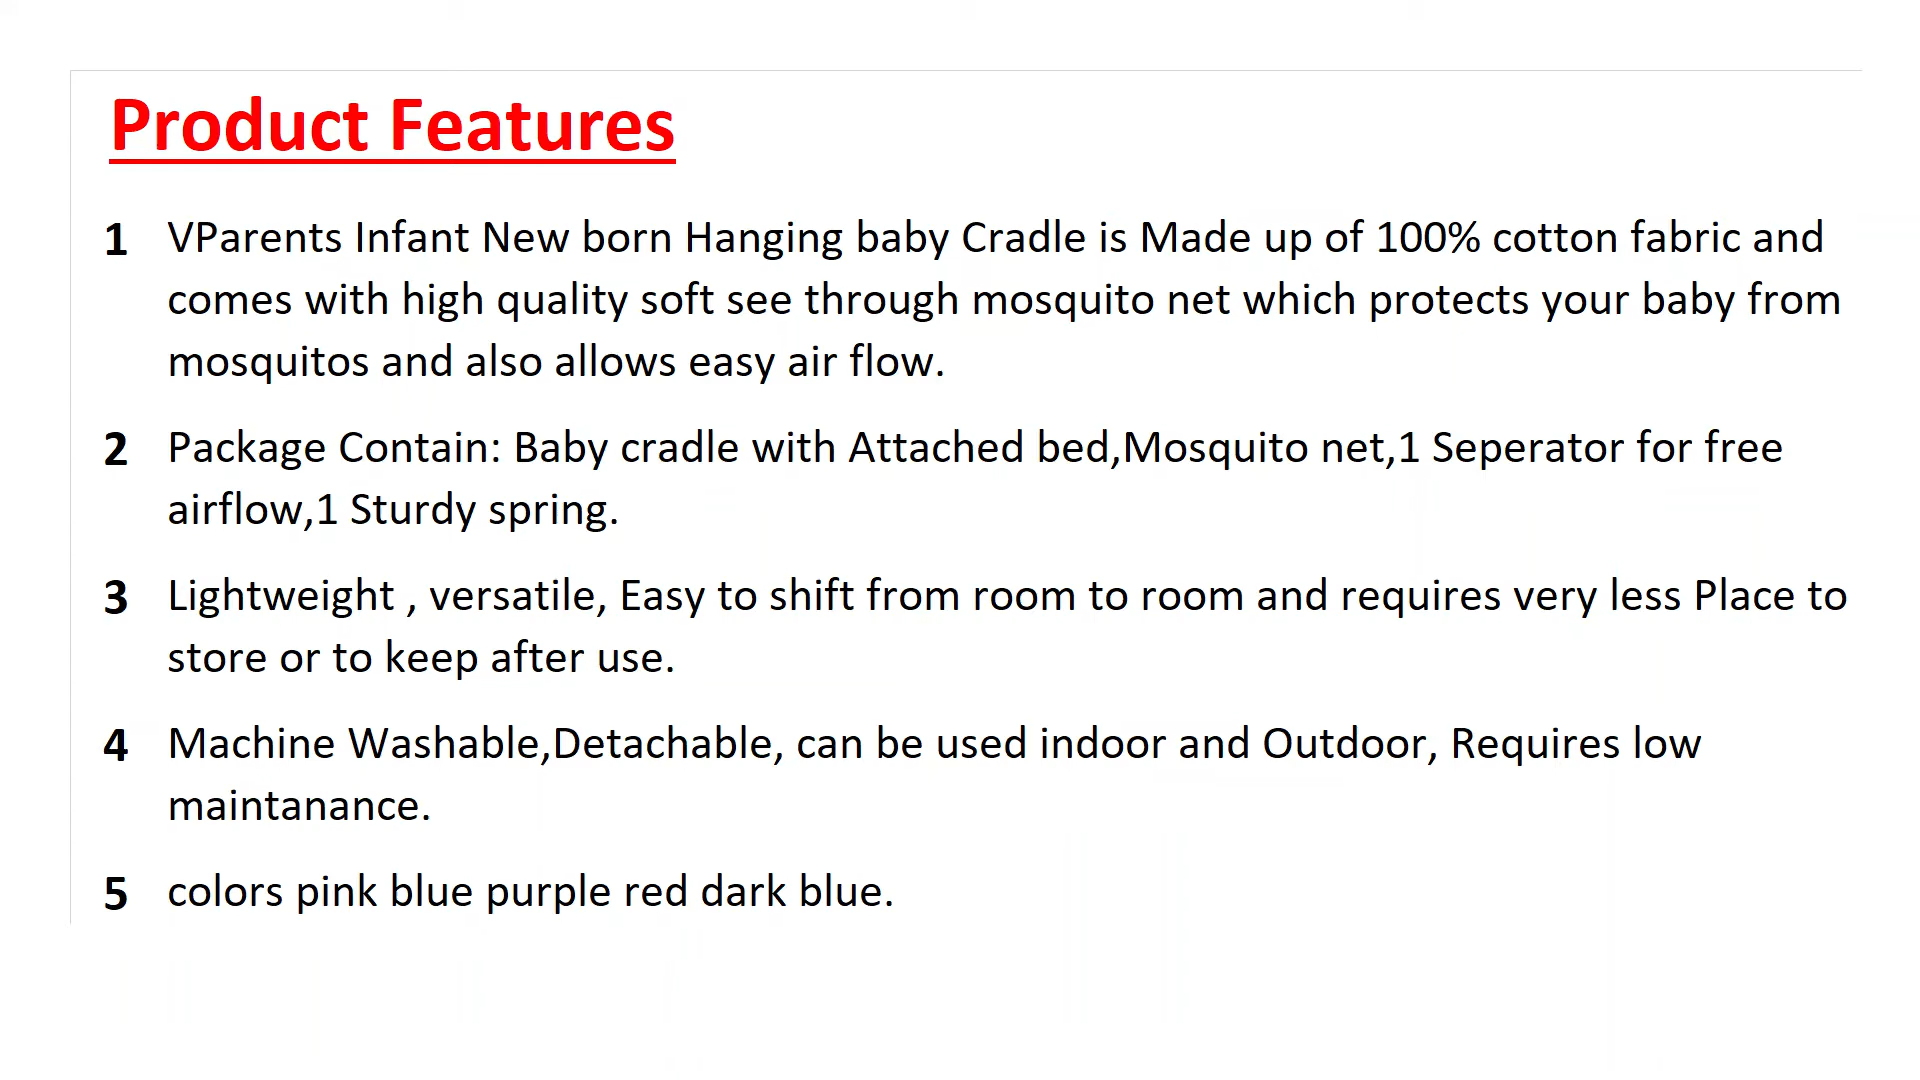 Product Features
1 VParents Infant New born Hanging baby Cradle is Made up of 100% cotton fabric and
comes with high quality soft see through mosquito net which protects your baby from
mosquitos and also allows easy air flow.
2 Package Contain: Baby cradle with Attached bed,Mosquito net,1 Seperator for free
airflow,1 Sturdy spring.
3 Lightweight , versatile, Easy to shift from room to room and requires very less Place to
store or to keep after use.
4 Machine Washable,Detachable, can be used indoor and Outdoor, Requires low
maintanance.
5 colors pink blue purple red dark blue.